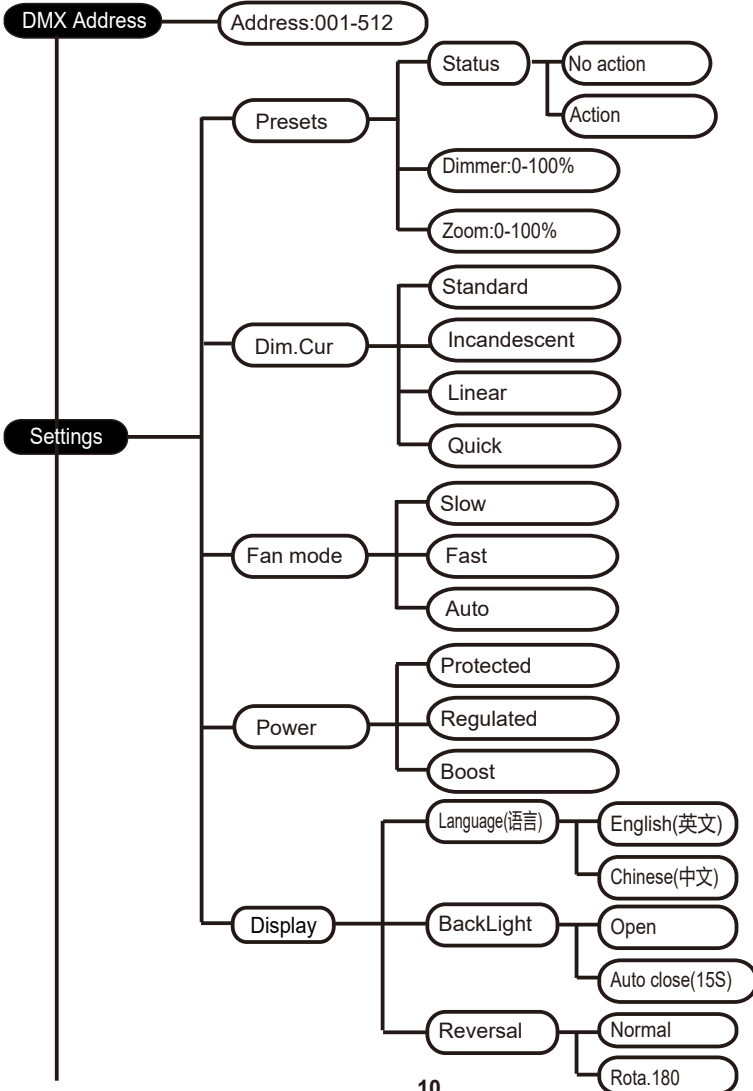 DMX Address
Address:001-512
Settings
Presets
Status
No action
Action
Dimmer:0-100%
Zoom:0-100%
Dim.Cur
Standard
Incandescent
Linear
Quick
Fan mode
Slow
Fast
Auto
Power
Protected
Regulated
Boost
Display
Language(语言)
English(英文)
Chinese(中文)
BackLight
Open
Auto close(15S)
Reversal
Normal
Rota.180
10